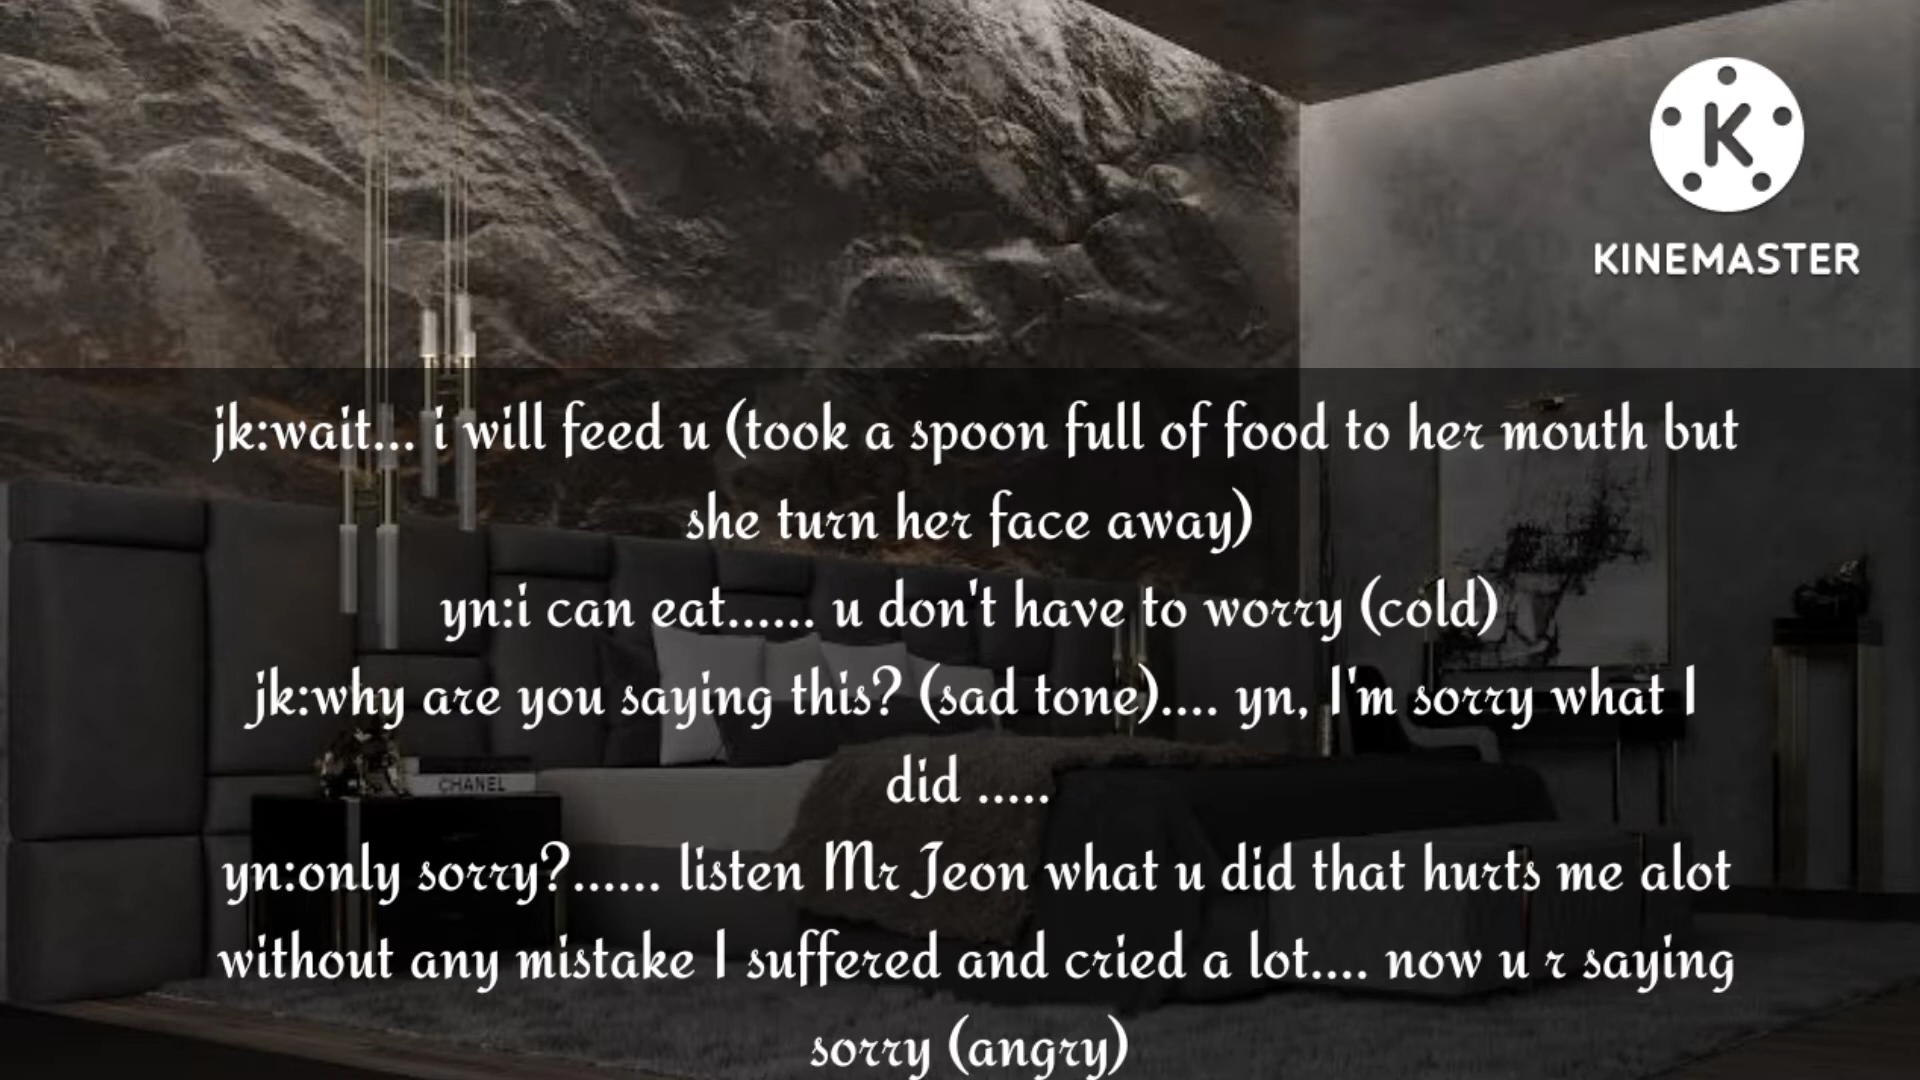 KINEMASTER
jk:wait... i will feed u (took a spoon full of food to her mouth but
she turn her face away)
yn:i can eat...... u don't have to worry (cold)
jk:why are you saying this? (sad tone).... yn, I'm sorry what I
did .....
CHANEL
yn:only sorry?...... listen Mr Jeon what u did that hurts me alot
without any mistake I suffered and cried a lot.... now u r saying
sorry (angry)